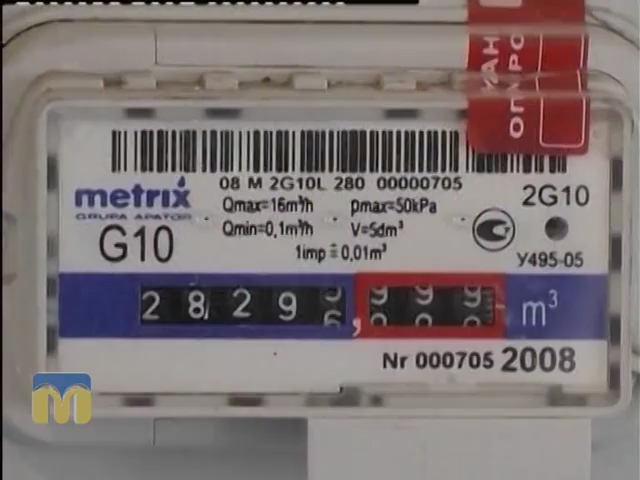 08 M 2G10L 280 00000705
metrix
GRUPA APATOR
G10
Qmax=16m³/h pmax=50kPa
Qmin=0,1m³/h V=5dm³
1imp ≙ 0,01m³
2G10
У495-05
2829
m³
Nr 000705 2008
M